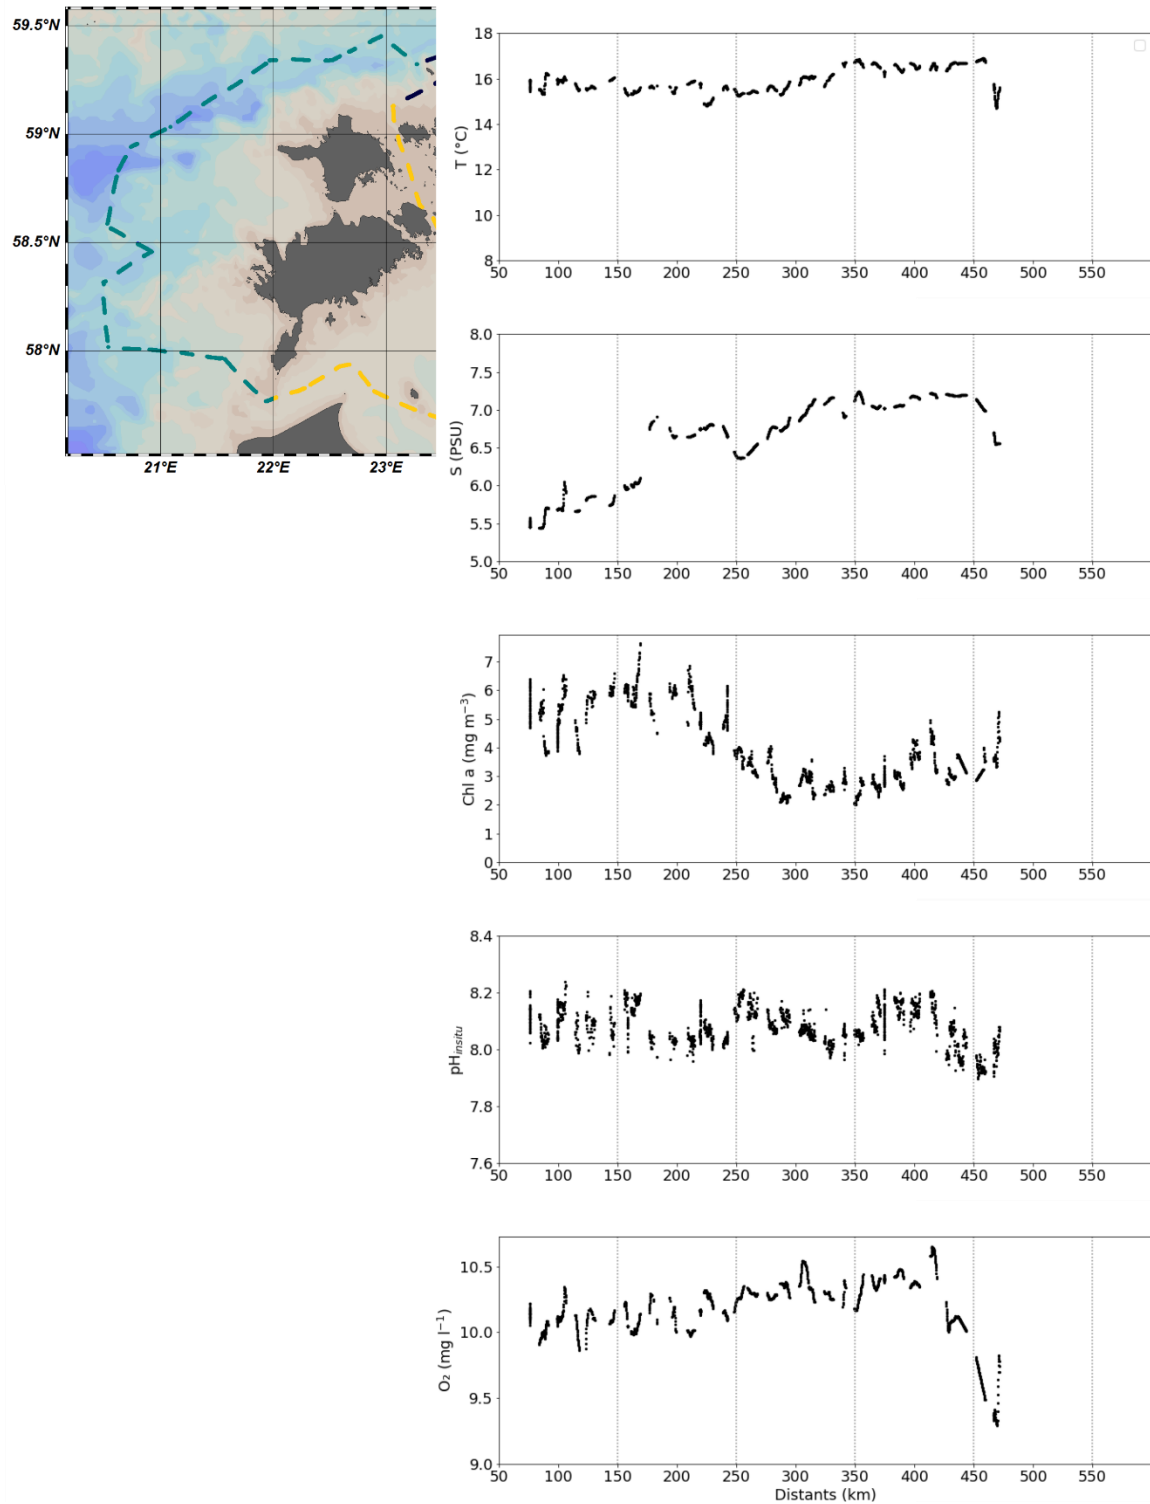 59.5°N
59°N
58.5°N
58°N
21°E 22°E 23°E
18
16
14
12
10
8
T (°C)
50 100 150 200 250 300 350 400 450 500 550
8.0
7.5
7.0
6.5
6.0
5.5
5.0
S (PSU)
50 100 150 200 250 300 350 400 450 500 550
7
6
5
4
3
2
1
0
Chl a (mg m⁻³)
50 100 150 200 250 300 350 400 450 500 550
8.4
8.2
8.0
7.8
7.6
pHinsitu
50 100 150 200 250 300 350 400 450 500 550
10.5
10.0
9.5
9.0
O₂ (mg l⁻¹)
50 100 150 200 250 300 350 400 450 500 550
Distants (km)